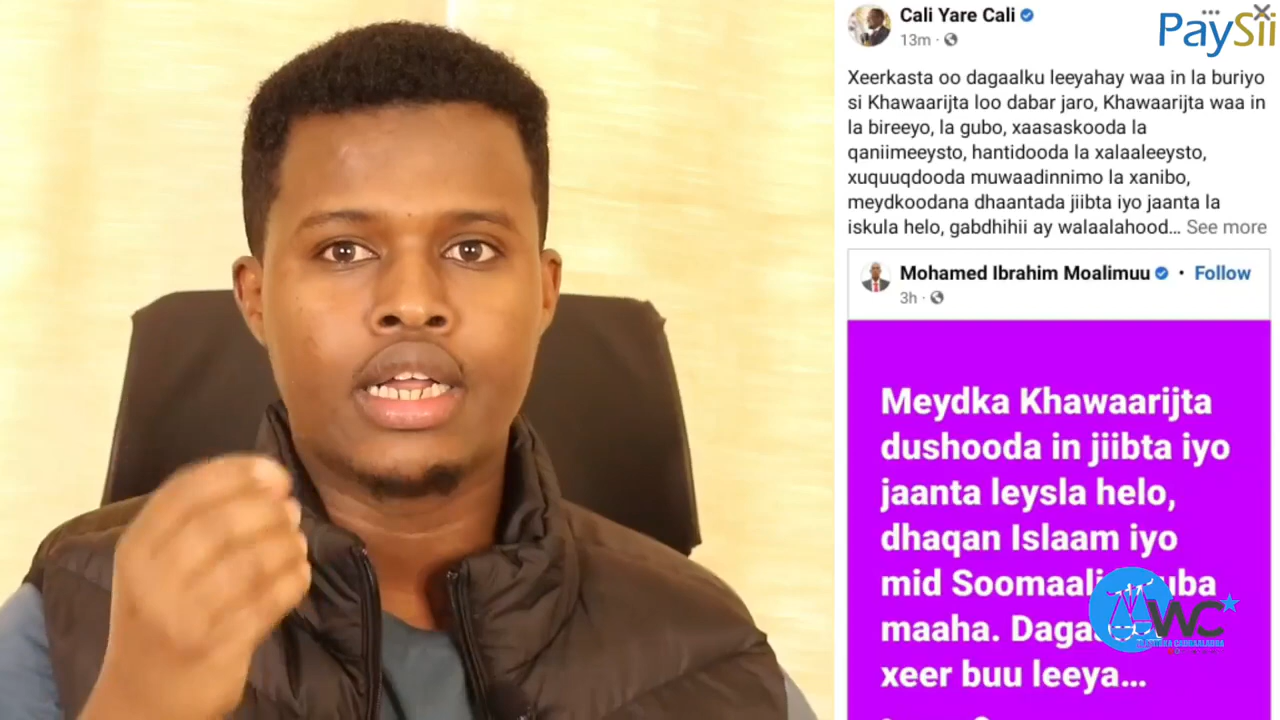 Cali Yare Cali
PaySii
13m
Xeerkasta oo dagaalku leeyahay waa in la buriyo
si Khawaarijta loo dabar jaro, Khawaarijta waa in
la bireeyo, la gubo, xaasaskooda la
qaniimeeysto, hantidooda la xalaaleeysto,
xuquuqdooda muwaadinnimo la xanibo,
meydkoodana dhaantada jiibta iyo jaanta la
iskula helo, gabdhihii ay walaalahood... See more
Mohamed Ibrahim Moalimuu • Follow
3h
Meydka Khawaarijta
dushooda in jiibta iyo
jaanta leysla helo,
dhaqan Islaam iyo
mid Soomaali
maaha.
xeer buu leeya...
WC